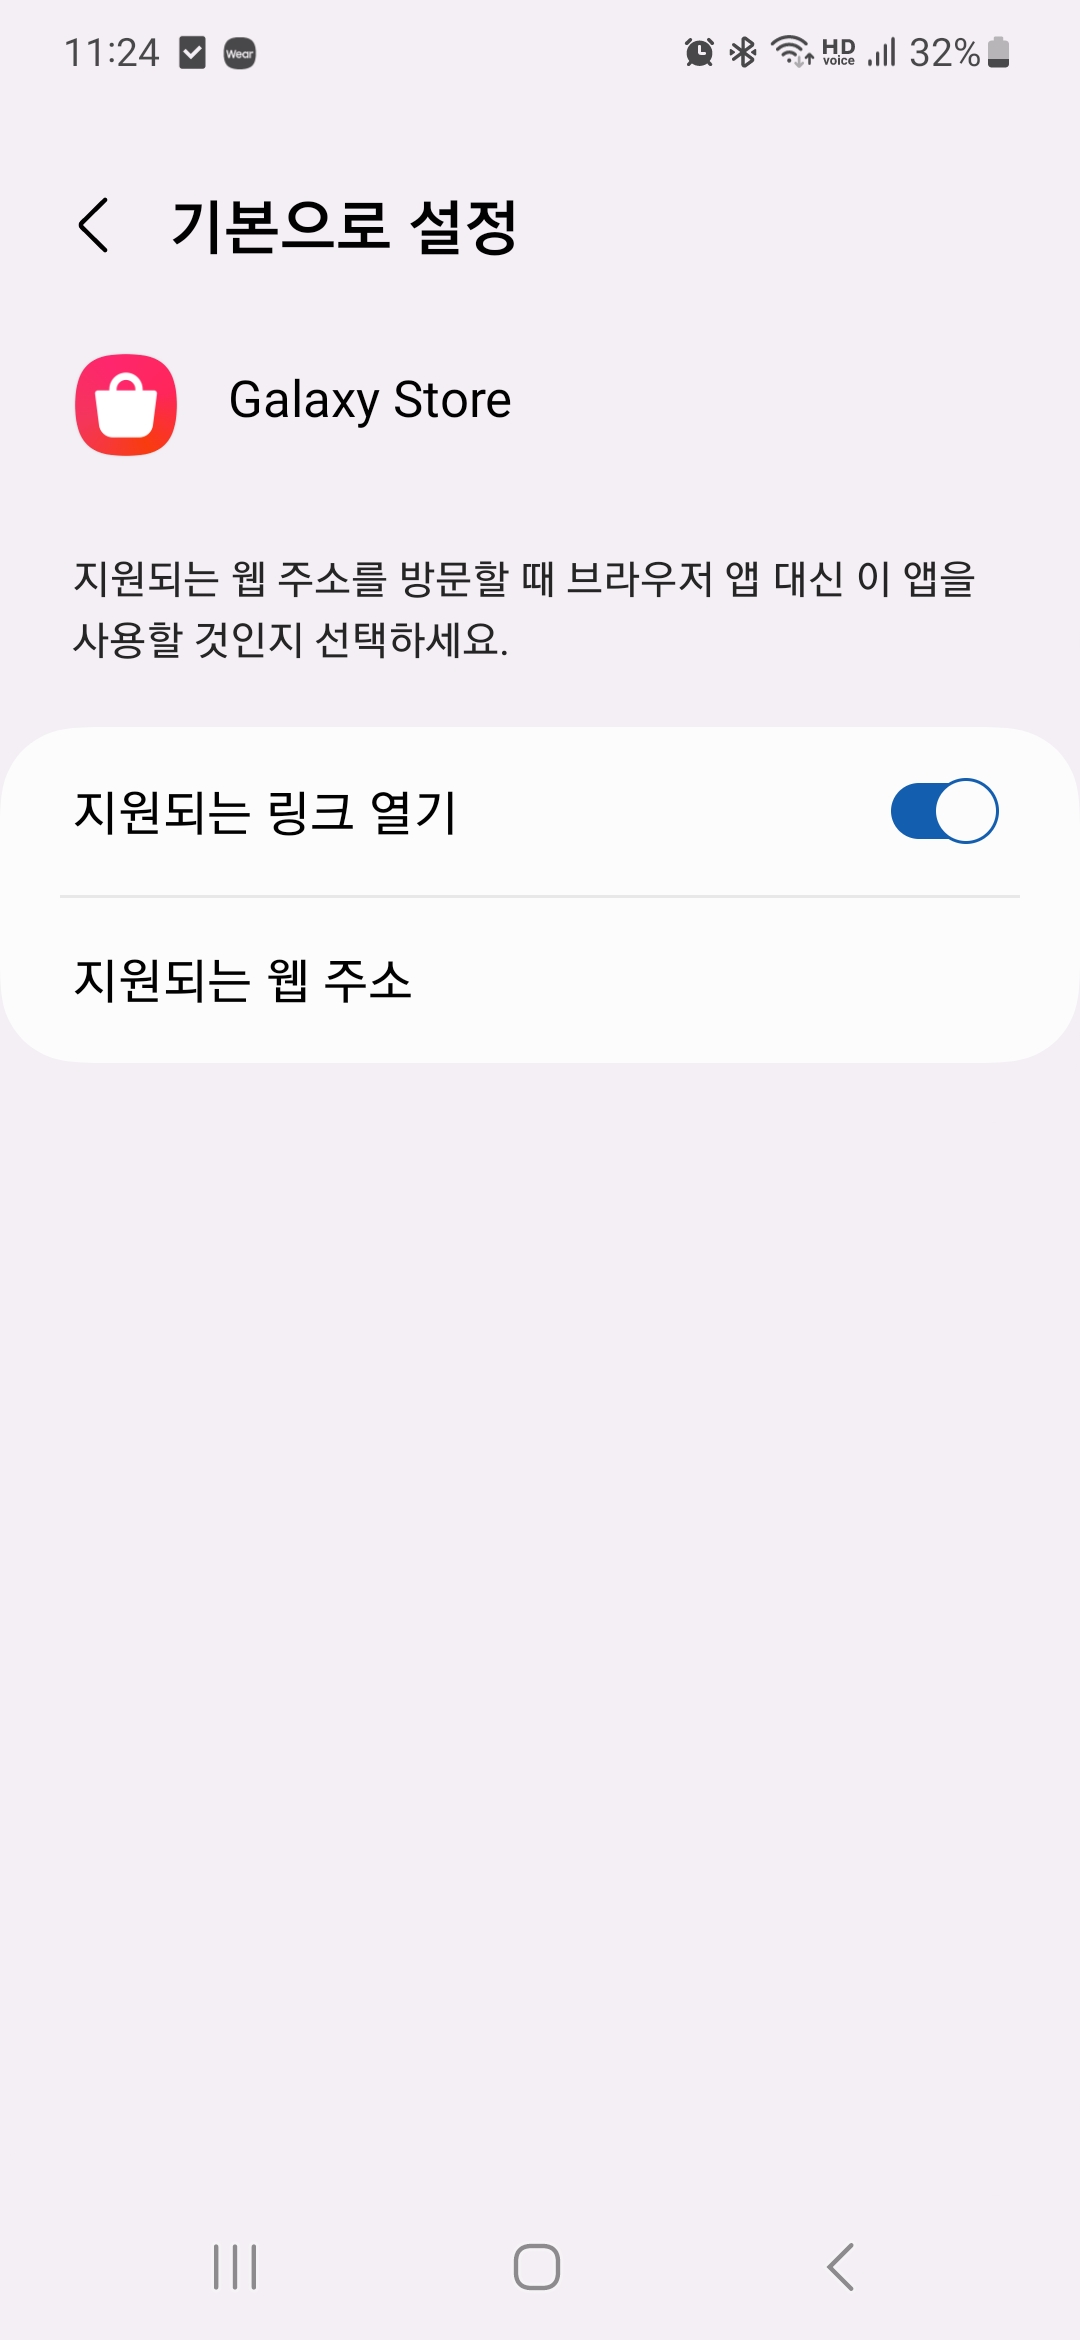 11:24 Wear HD voice 32%
기본으로 설정
Galaxy Store
지원되는 웹 주소를 방문할 때 브라우저 앱 대신 이 앱을
사용할 것인지 선택하세요.
지원되는 링크 열기
지원되는 웹 주소